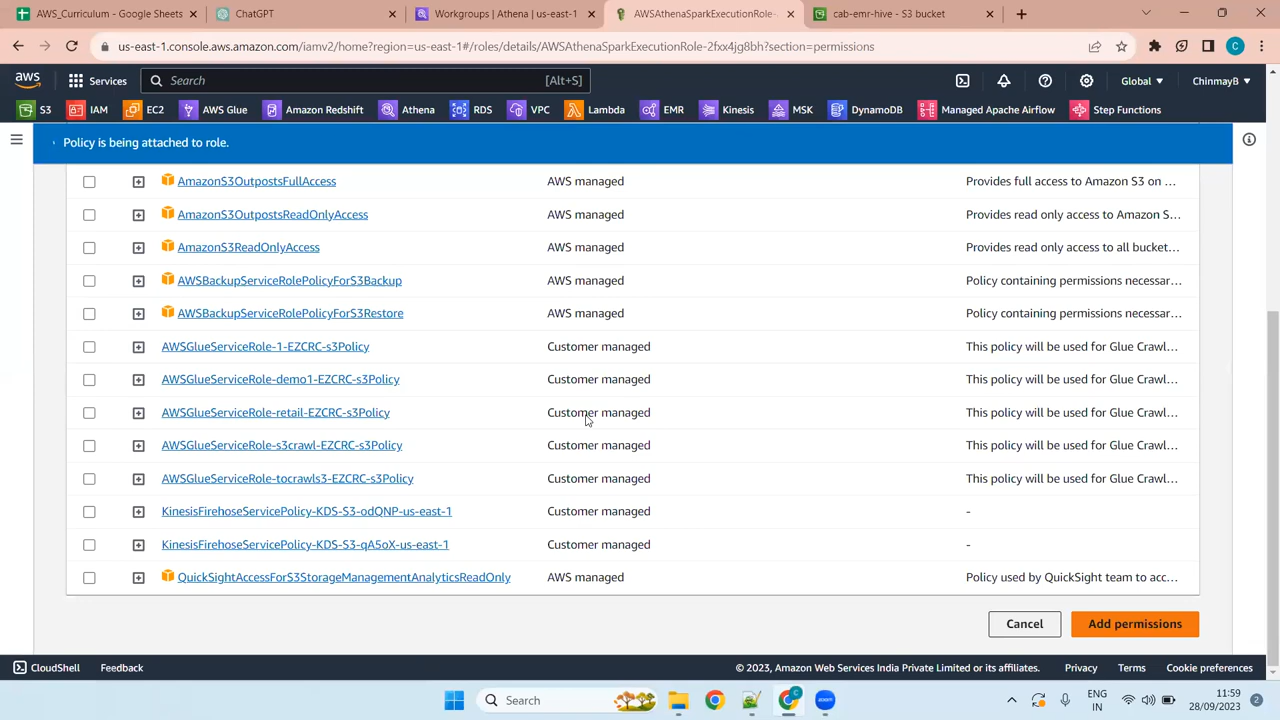 AWS_Curriculum - Google Sheets
ChatGPT
Workgroups | Athena | us-east-1
AWSAthenaSparkExecutionRole-
cab-emr-hive - S3 bucket
us-east-1.console.aws.amazon.com/iamv2/home?region=us-east-1#/roles/details/AWSAthenaSparkExecutionRole-2fxx4jg8bh?section=permissions
C
aws
Services
Search
[Alt+S]
Global
ChinmayB
S3
IAM
EC2
AWS Glue
Amazon Redshift
Athena
RDS
VPC
Lambda
EMR
Kinesis
MSK
DynamoDB
Managed Apache Airflow
Step Functions
Policy is being attached to role.
AmazonS3OutpostsFullAccess AWS managed Provides full access to Amazon S3 on ...
AmazonS3OutpostsReadOnlyAccess AWS managed Provides read only access to Amazon S...
AmazonS3ReadOnlyAccess AWS managed Provides read only access to all bucket...
AWSBackupServiceRolePolicyForS3Backup AWS managed Policy containing permissions necessar...
AWSBackupServiceRolePolicyForS3Restore AWS managed Policy containing permissions necessar...
AWSGlueServiceRole-1-EZCRC-s3Policy Customer managed This policy will be used for Glue Crawl...
AWSGlueServiceRole-demo1-EZCRC-s3Policy Customer managed This policy will be used for Glue Crawl...
AWSGlueServiceRole-retail-EZCRC-s3Policy Customer managed This policy will be used for Glue Crawl...
AWSGlueServiceRole-s3crawl-EZCRC-s3Policy Customer managed This policy will be used for Glue Crawl...
AWSGlueServiceRole-tocrawls3-EZCRC-s3Policy Customer managed This policy will be used for Glue Crawl...
KinesisFirehoseServicePolicy-KDS-S3-odQNP-us-east-1 Customer managed -
KinesisFirehoseServicePolicy-KDS-S3-qA5oX-us-east-1 Customer managed -
QuickSightAccessForS3StorageManagementAnalyticsReadOnly AWS managed Policy used by QuickSight team to acc...
Cancel
Add permissions
CloudShell
Feedback
© 2023, Amazon Web Services India Private Limited or its affiliates.
Privacy
Terms
Cookie preferences
Search
C
zoom
ENG
IN
11:59
28/09/2023
2